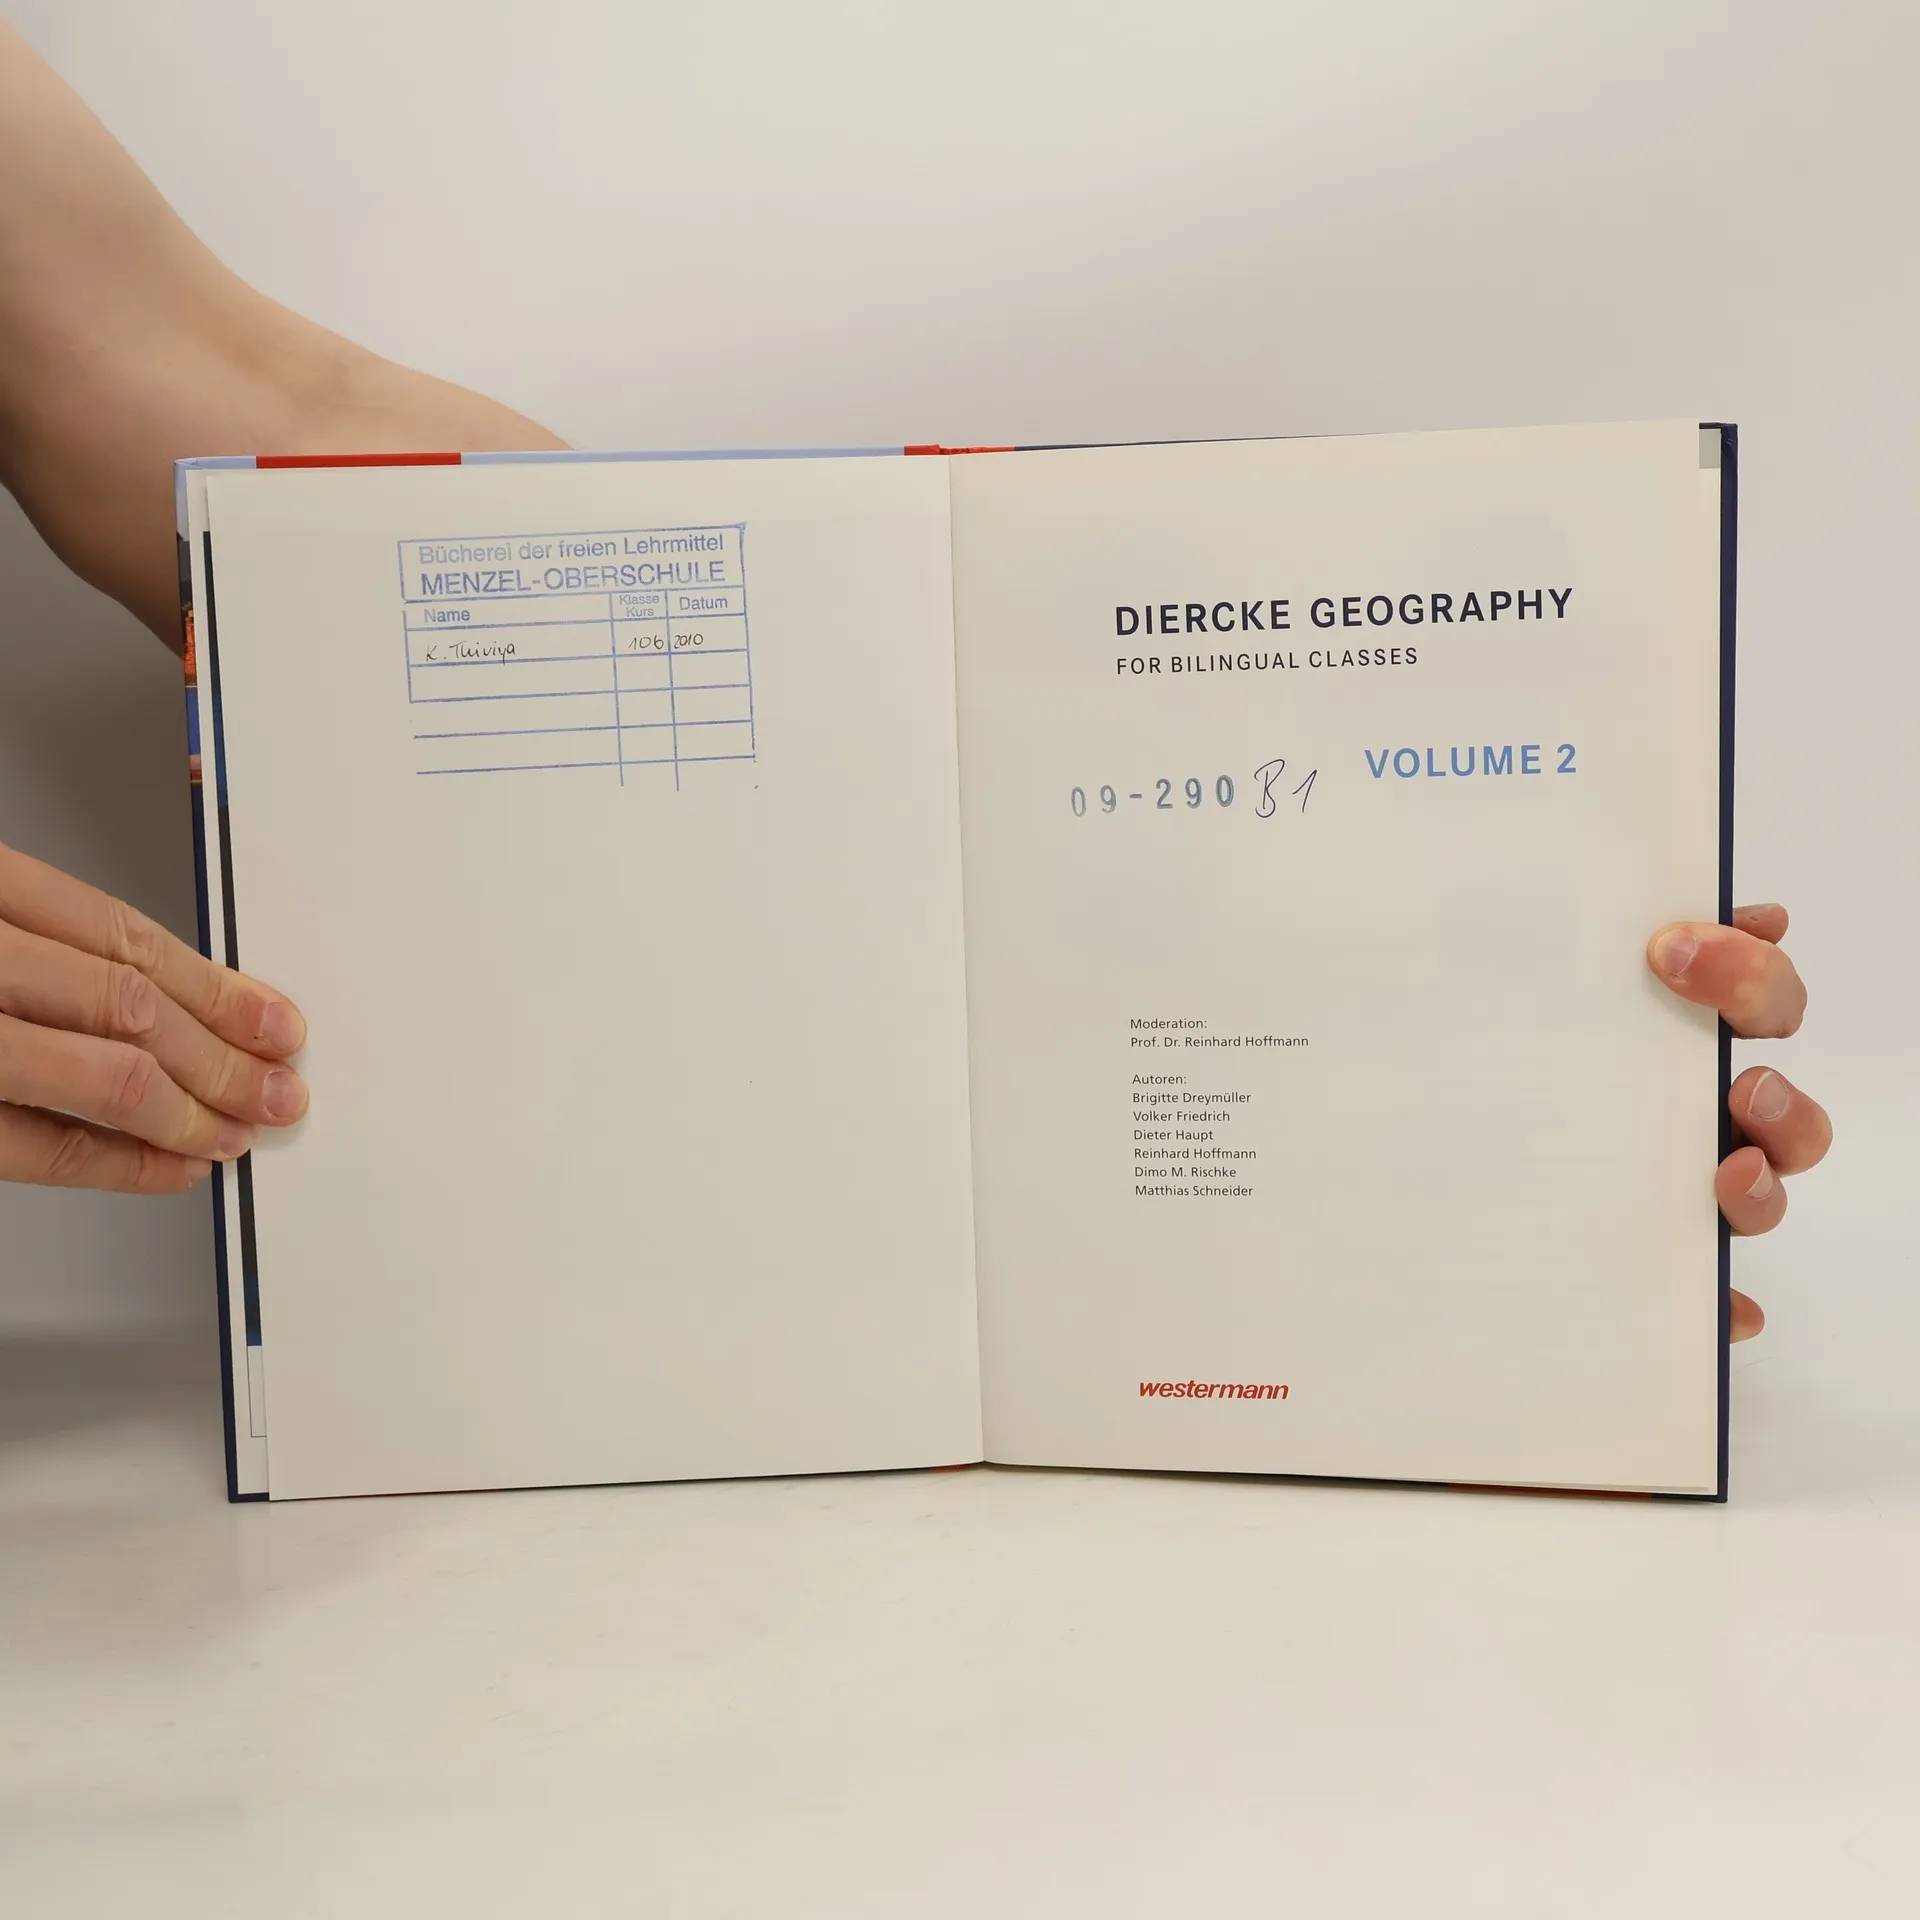 Bücherei der freien Lehrmittel
MENZEL-OBERSCHULE
Name Klasse Kurs Datum
K. Thiviya 106 2010
DIERCKE GEOGRAPHY
FOR BILINGUAL CLASSES
VOLUME 2
09-290 B1
Moderation:
Prof. Dr. Reinhard Hoffmann
Autoren:
Brigitte Dreymüller
Volker Friedrich
Dieter Haupt
Reinhard Hoffmann
Dimo M. Rischke
Matthias Schneider
westermann